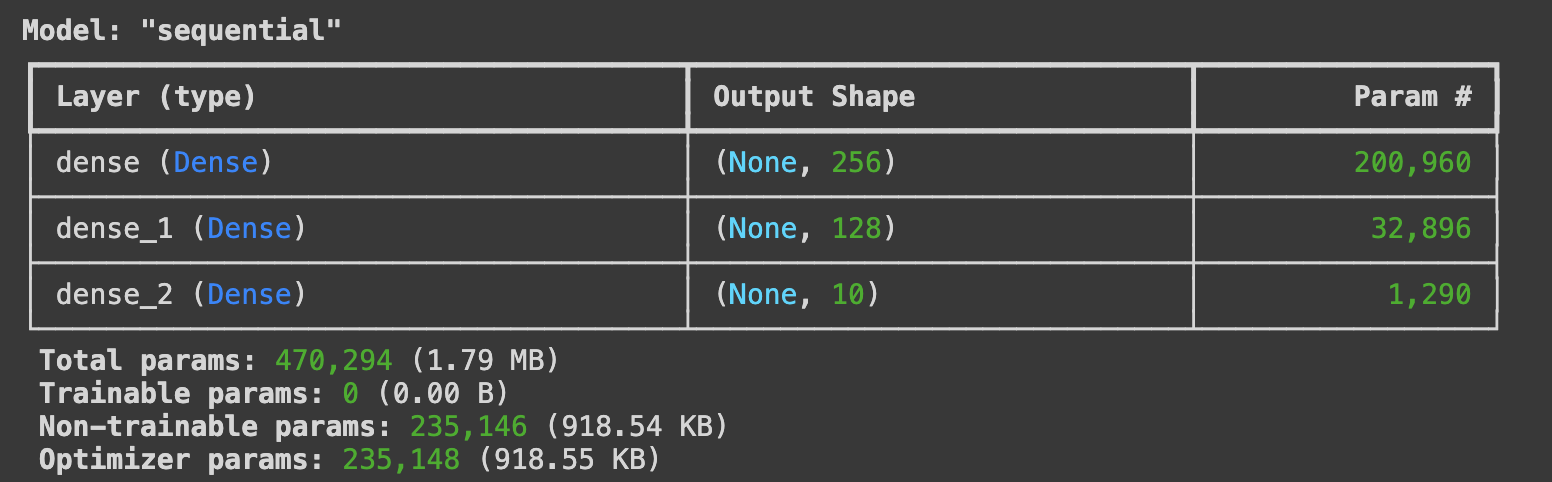 Model: "sequential"
Layer (type) Output Shape Param #
dense (Dense) (None, 256) 200,960
dense_1 (Dense) (None, 128) 32,896
dense_2 (Dense) (None, 10) 1,290
Total params: 470,294 (1.79 MB)
Trainable params: 0 (0.00 B)
Non-trainable params: 235,146 (918.54 KB)
Optimizer params: 235,148 (918.55 KB)